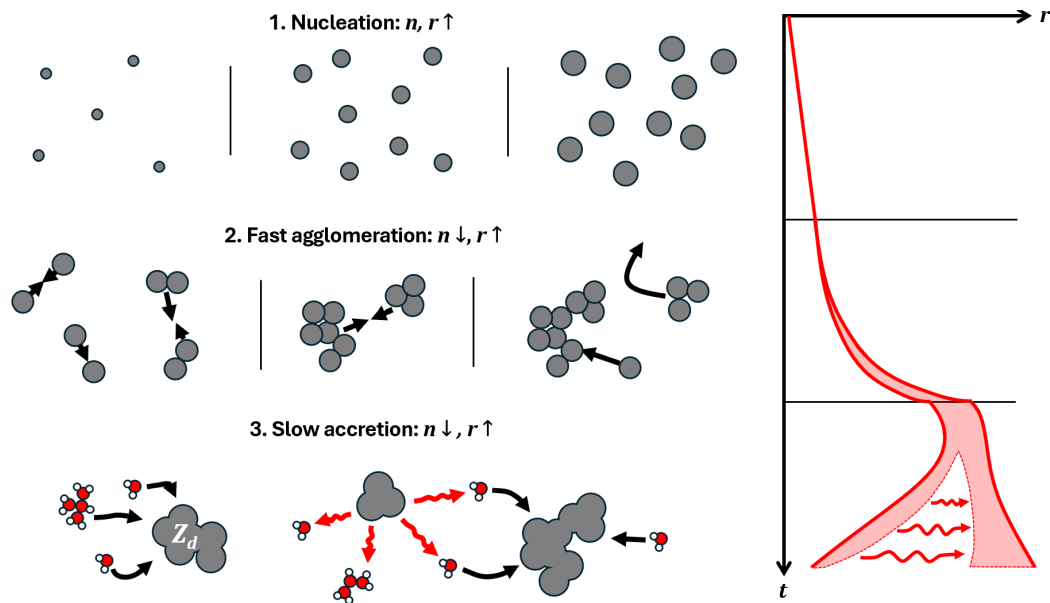 1. Nucleation: n, r ↑
r
2. Fast agglomeration: n ↓, r ↑
3. Slow accretion: n ↓, r ↑
Z_d
t